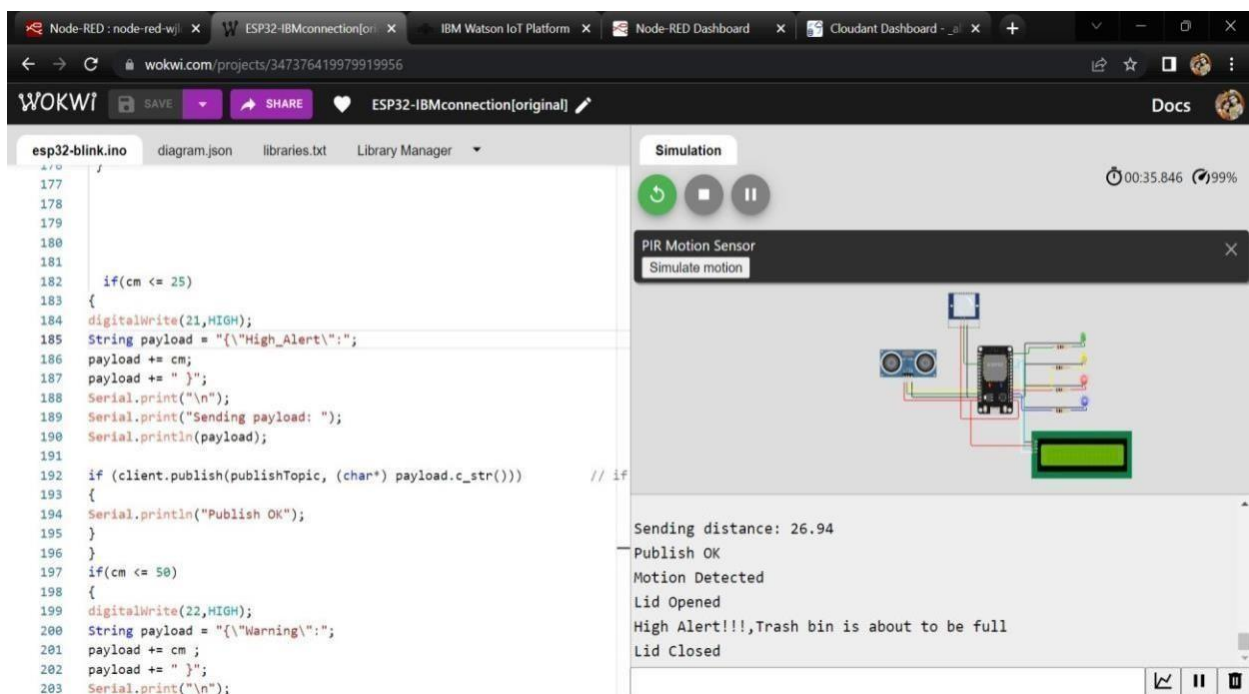 Node-RED : node-red-wjl
ESP32-IBMconnection[ori
IBM Watson IoT Platform
Node-RED Dashboard
Cloudant Dashboard - _al
wokwi.com/projects/347376419979919956
WOKWI SAVE SHARE ESP32-IBMconnection[original] Docs
esp32-blink.ino diagram.json libraries.txt Library Manager
176 }
177
178
179
180
181
182 if(cm <= 25)
183 {
184 digitalWrite(21,HIGH);
185 String payload = "{\"High_Alert\":";
186 payload += cm;
187 payload += " }";
188 Serial.print("\n");
189 Serial.print("Sending payload: ");
190 Serial.println(payload);
191
192 if (client.publish(publishTopic, (char*) payload.c_str())) // if
193 {
194 Serial.println("Publish OK");
195 }
196 }
197 if(cm <= 50)
198 {
199 digitalWrite(22,HIGH);
200 String payload = "{\"Warning\":";
201 payload += cm ;
202 payload += " }";
203 Serial.print("\n");
Simulation
00:35.846 99%
PIR Motion Sensor
Simulate motion
Sending distance: 26.94
Publish OK
Motion Detected
Lid Opened
High Alert!!!,Trash bin is about to be full
Lid Closed